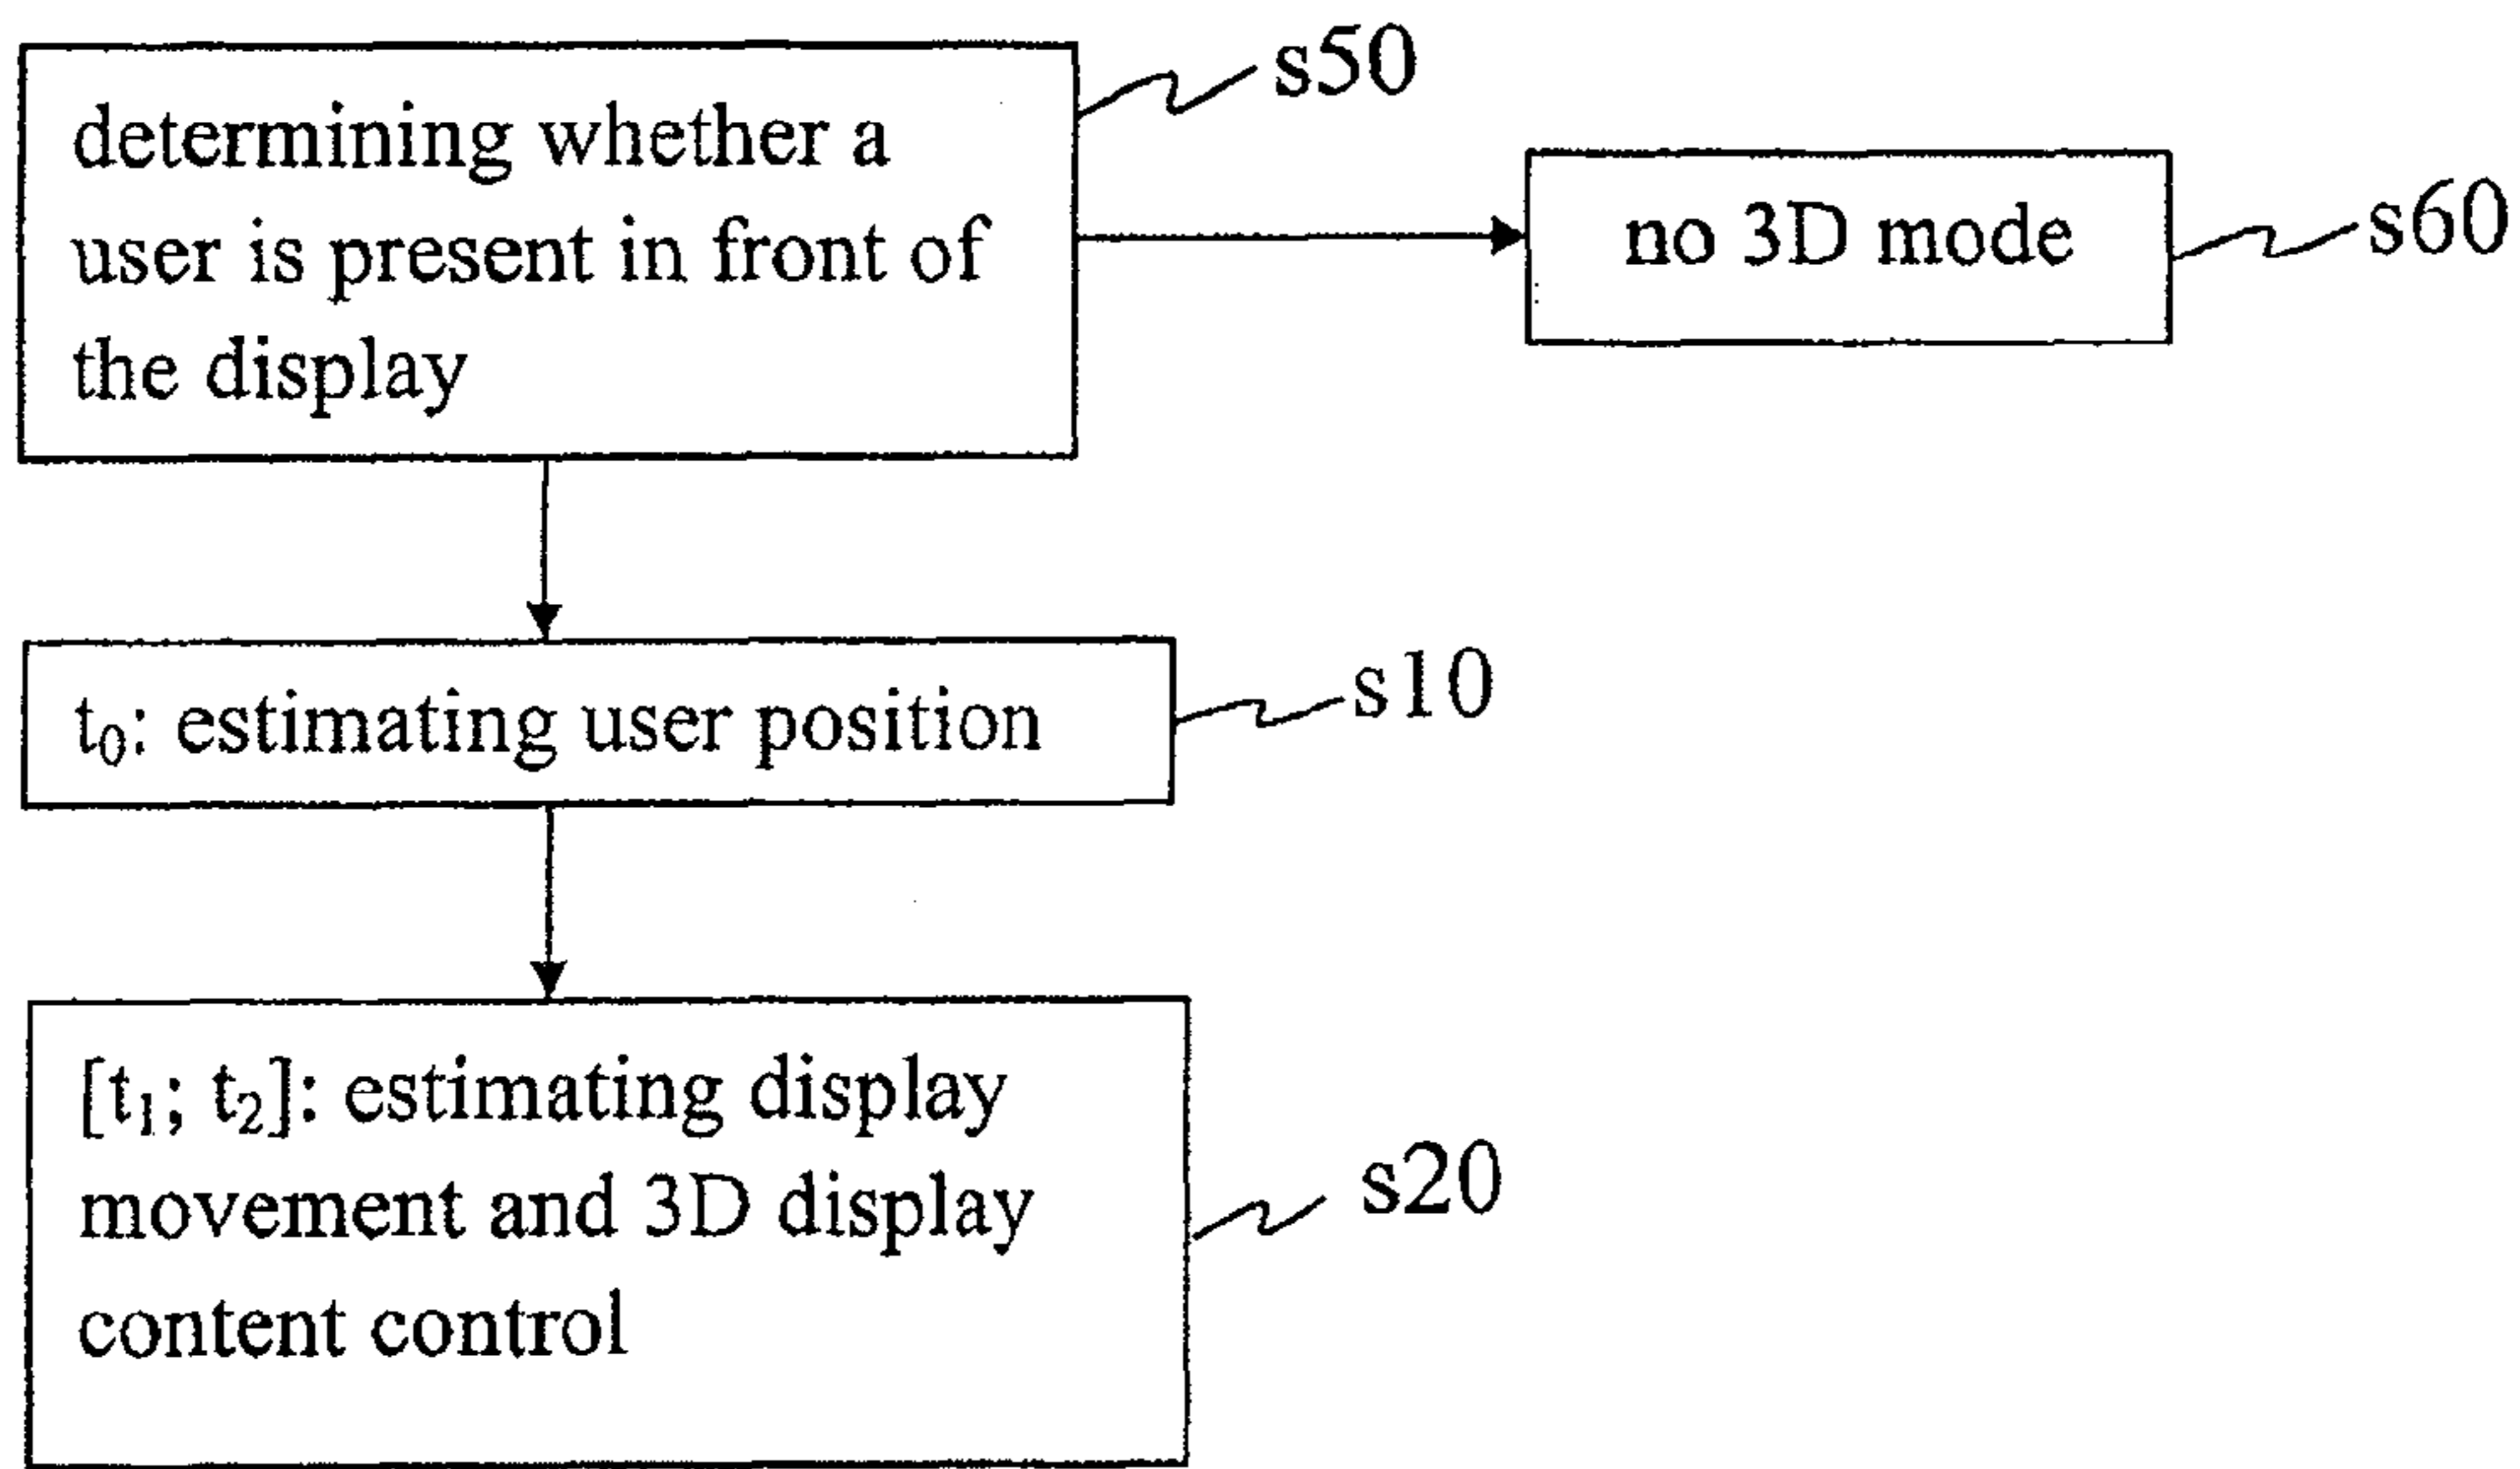 determining whether a
user is present in front of
the display
s50
no 3D mode
s60
t₀: estimating user position
s10
[t₁; t₂]: estimating display
movement and 3D display
content control
s20